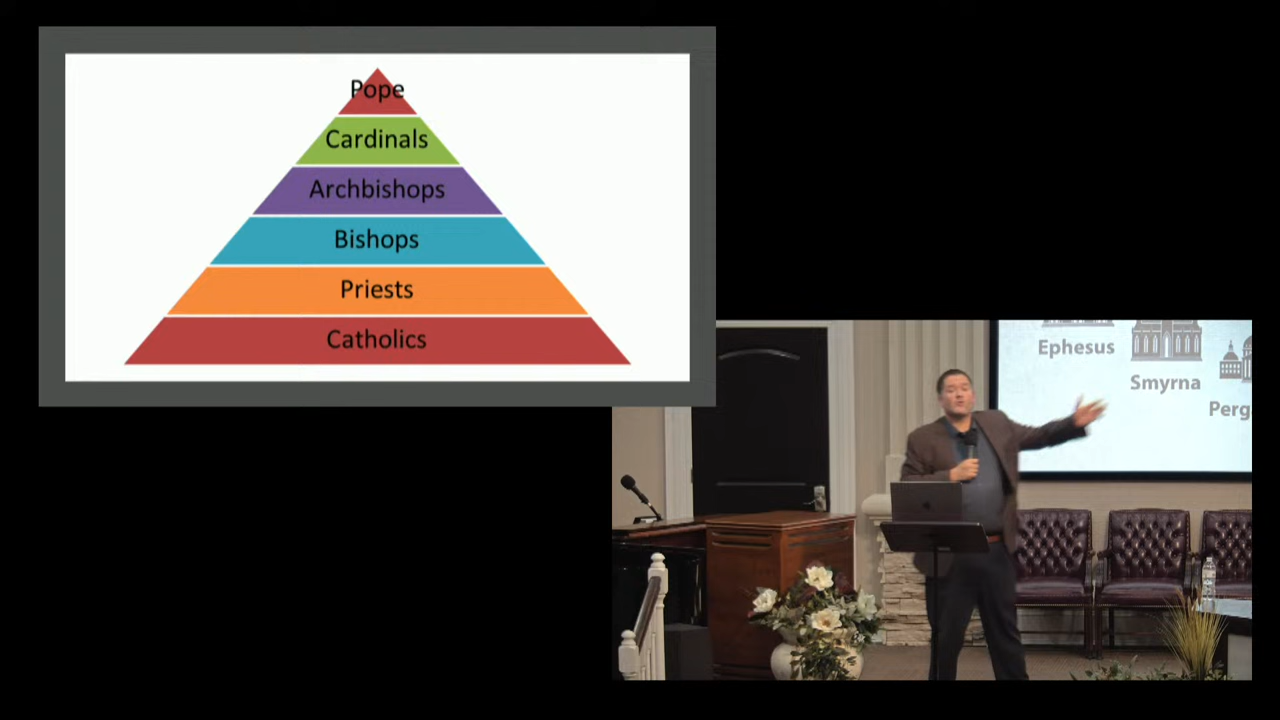 Pope
Cardinals
Archbishops
Bishops
Priests
Catholics
Ephesus
Smyrna